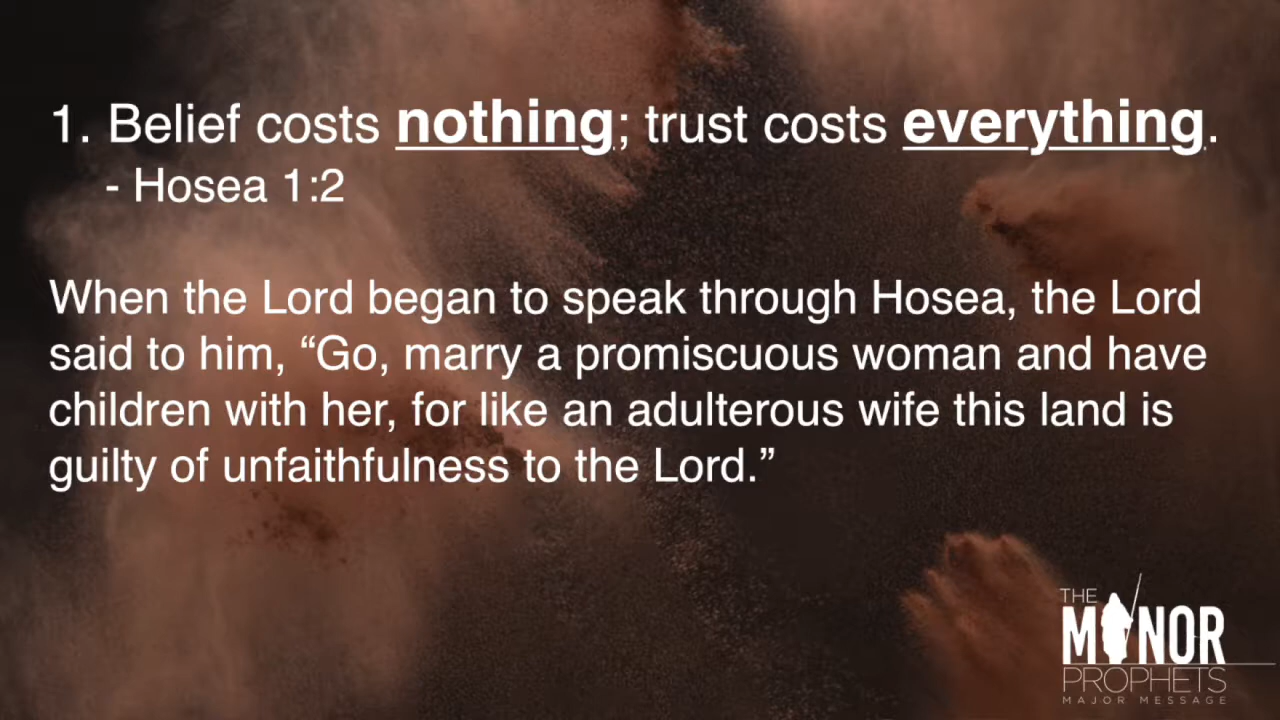 1. Belief costs nothing; trust costs everything.
- Hosea 1:2
When the Lord began to speak through Hosea, the Lord
said to him, “Go, marry a promiscuous woman and have
children with her, for like an adulterous wife this land is
guilty of unfaithfulness to the Lord.”
THE
MINOR
PROPHETS
MAJOR MESSAGE